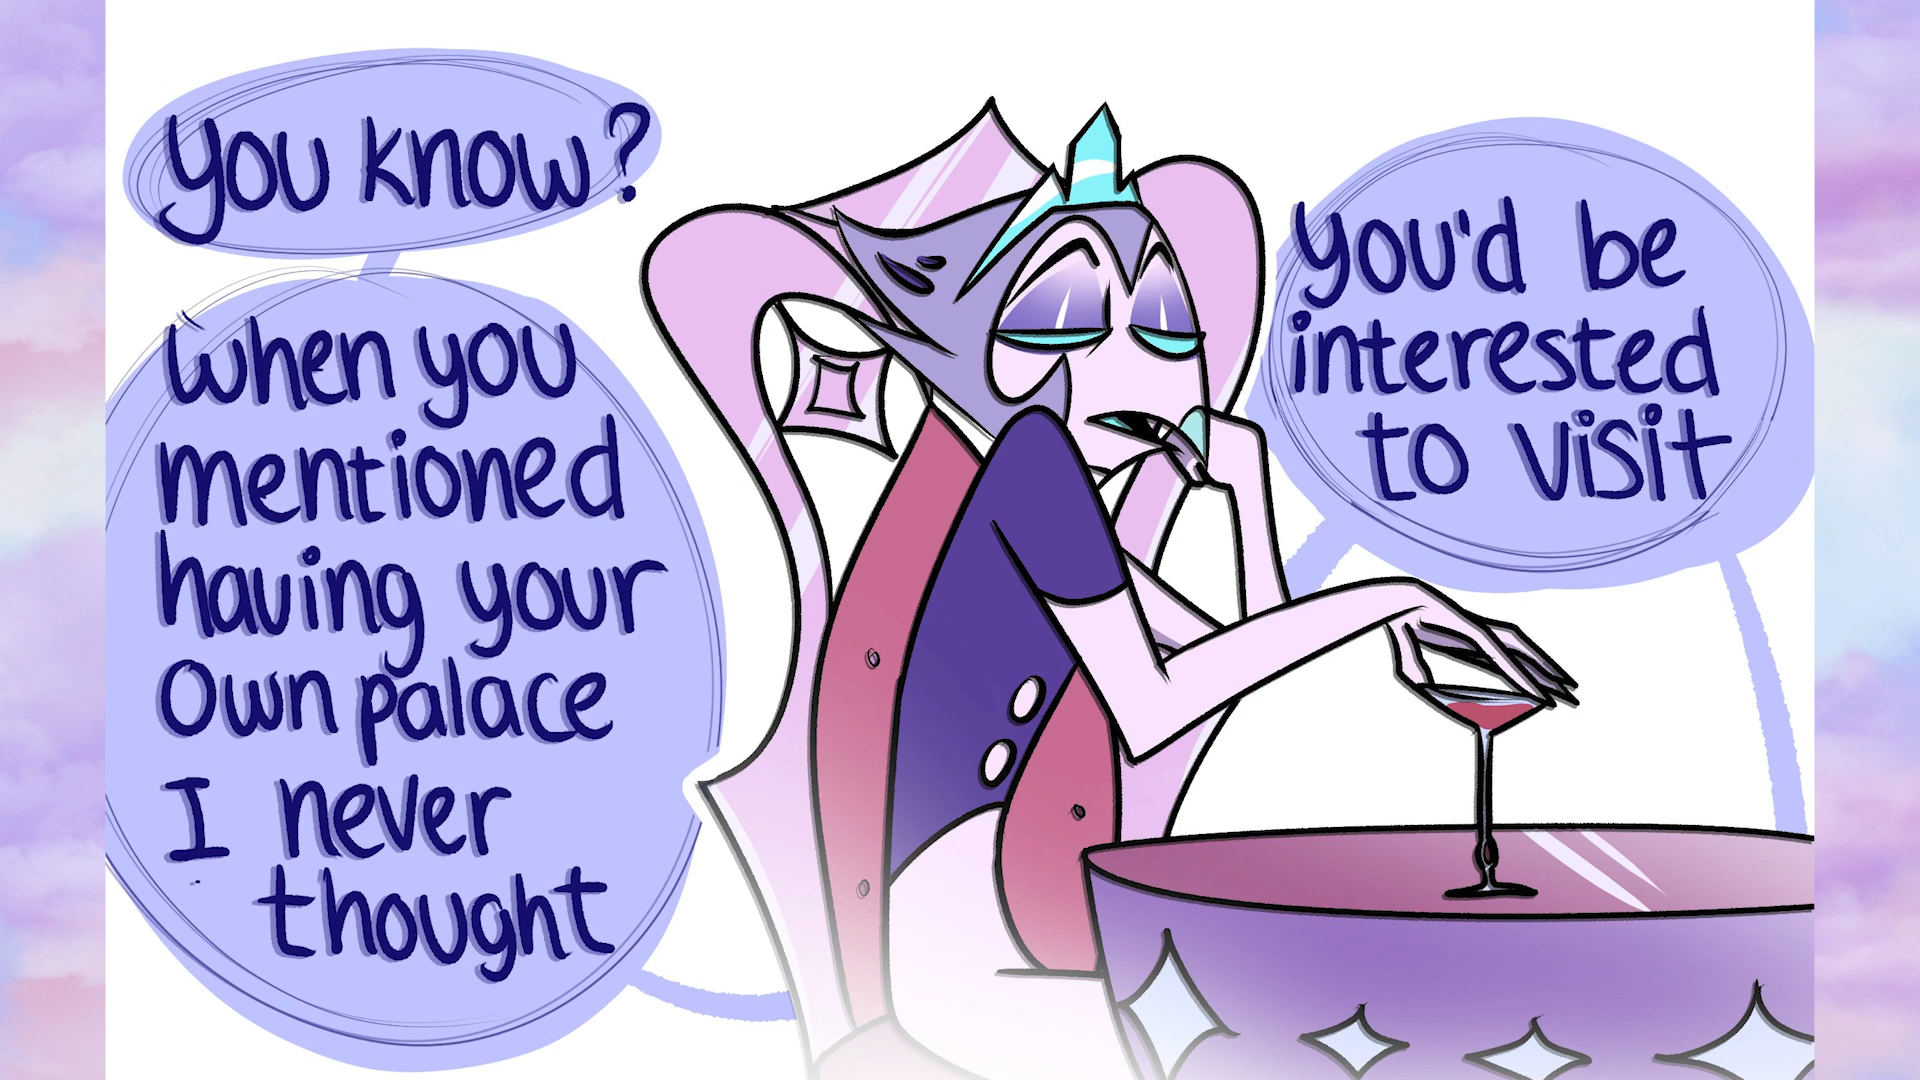 You know?
When you
mentioned
having your
own palace
I never
thought
You'd be
interested
to visit